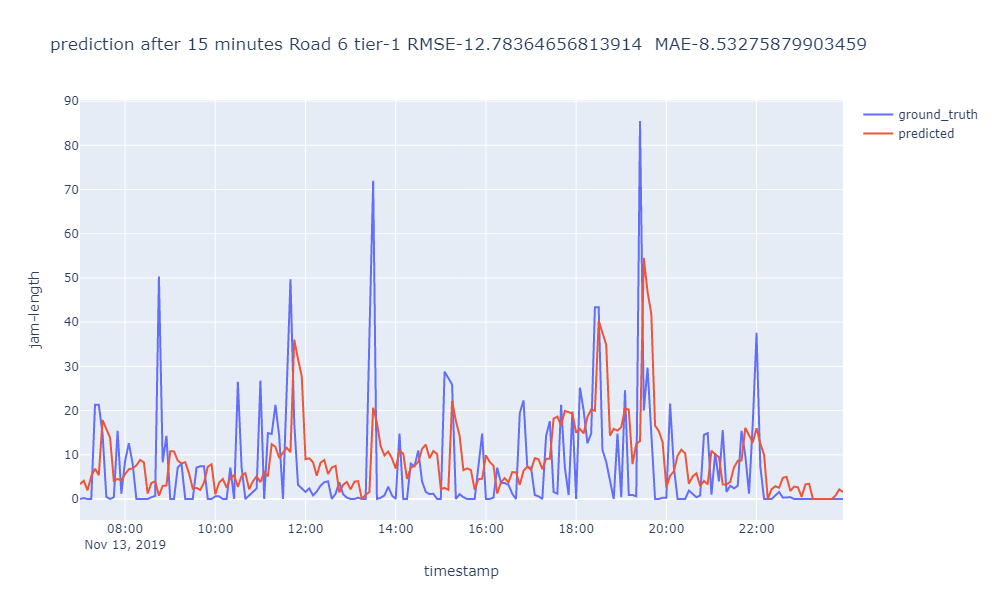 prediction after 15 minutes Road 6 tier-1 RMSE-12.78364656813914  MAE-8.53275879903459
ground_truth
predicted
90
80
70
60
50
40
30
20
10
0
jam-length
08:00 10:00 12:00 14:00 16:00 18:00 20:00 22:00
Nov 13, 2019
timestamp